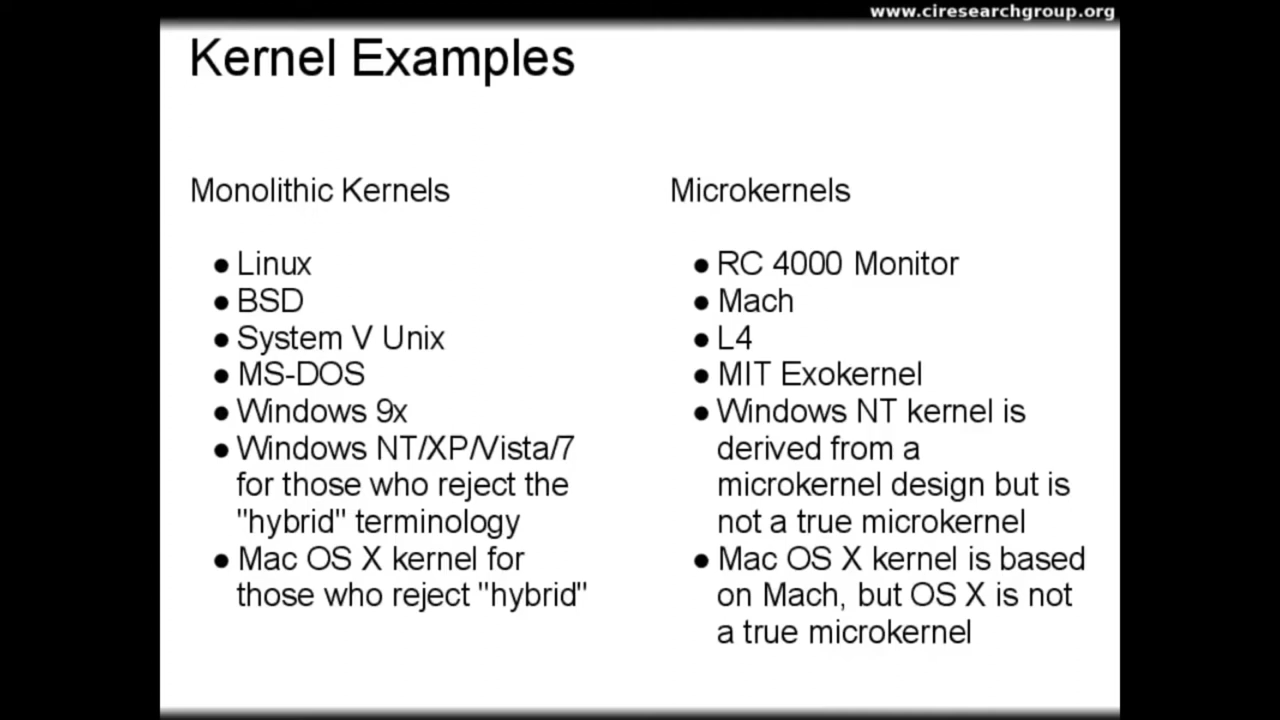 www.ciresearchgroup.org
Kernel Examples
Monolithic Kernels
● Linux
● BSD
● System V Unix
● MS-DOS
● Windows 9x
● Windows NT/XP/Vista/7
for those who reject the
"hybrid" terminology
● Mac OS X kernel for
those who reject "hybrid"
Microkernels
● RC 4000 Monitor
● Mach
● L4
● MIT Exokernel
● Windows NT kernel is
derived from a
microkernel design but is
not a true microkernel
● Mac OS X kernel is based
on Mach, but OS X is not
a true microkernel